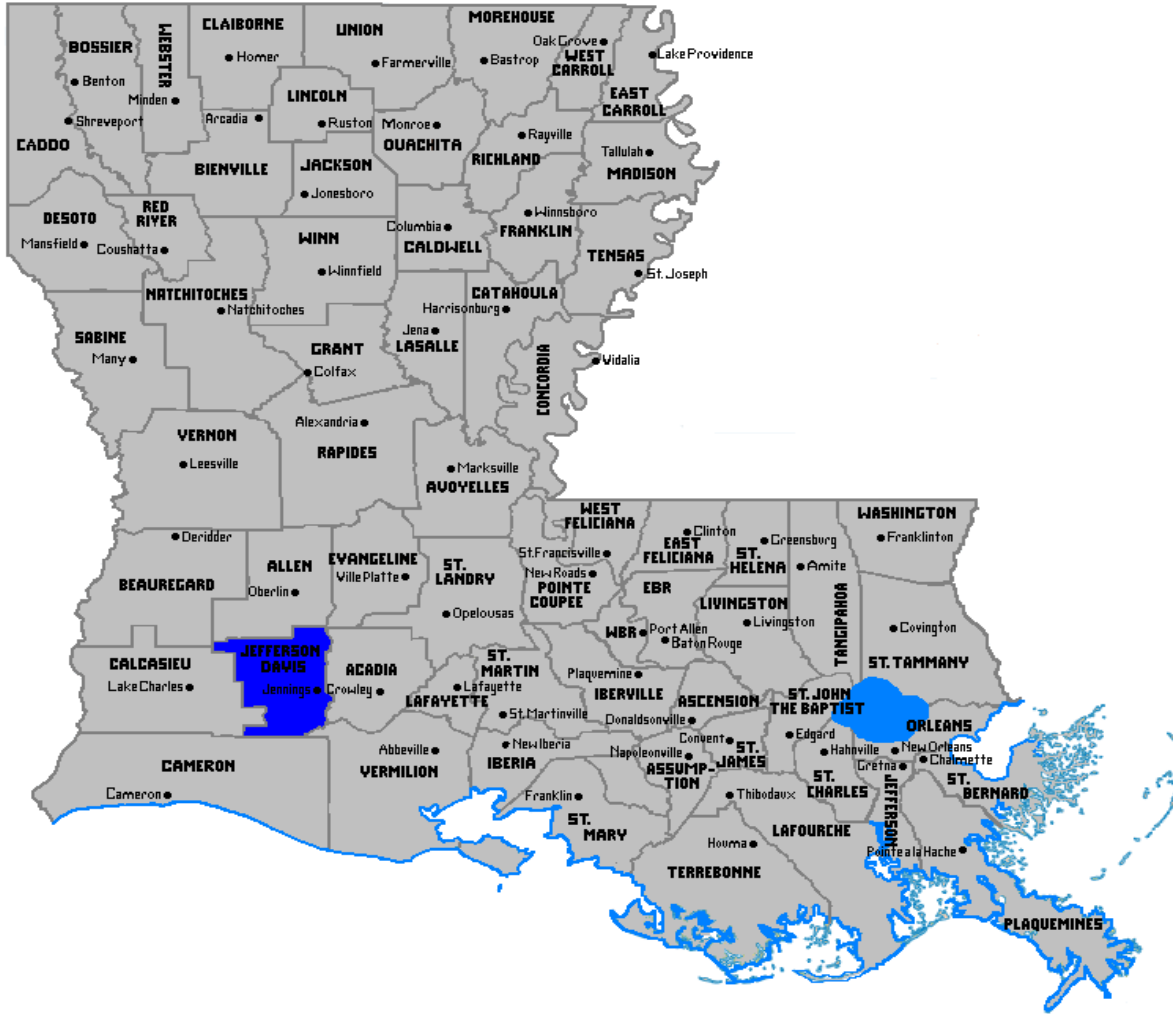 MOREHOUSE
CLAIBORNE
UNION
BOSSIER
WEBSTER
Oak Grove
WEST
CARROLL
Lake Providence
Homer
Farmerville
Bastrop
Benton
Minden
LINCOLN
EAST
CARROLL
Shreveport
Arcadia
Ruston
Monroe
OUACHITA
Rayville
CADDO
BIENVILLE
JACKSON
RICHLAND
Tallulah
MADISON
Jonesboro
DESOTO
RED
RIVER
Winnsboro
FRANKLIN
Columbia
CALDWELL
Mansfield
Coushatta
WINN
TENSAS
Winnfield
St. Joseph
NATCHITOCHES
Natchitoches
CATAHOULA
Harrisonburg
SABINE
Many
GRANT
Colfax
Jena
LASALLE
CONCORDIA
Vidalia
Alexandria
VERNON
Leesville
RAPIDES
Marksville
AVOYELLES
WEST
FELICIANA
WASHINGTON
Deridder
Clinton
EAST
FELICIANA
Greensburg
ST.
HELENA
Franklinton
BEAUREGARD
ALLEN
Oberlin
EVANGELINE
Ville Platte
ST.
LANDRY
St. Francisville
New Roads
POINTE
COUPEE
EBR
Amite
Opelousas
LIVINGSTON
Livingston
TANGIPAHOA
Covington
WBR
Port Allen
Baton Rouge
JEFFERSON
DAVIS
CALCASIEU
Lake Charles
Jennings
ACADIA
Crowley
ST.
MARTIN
Lafayette
LAFAYETTE
Plaquemine
IBERVILLE
ASCENSION
ST. JOHN
THE BAPTIST
ST. TAMMANY
St. Martinville
Donaldsonville
ORLEANS
CAMERON
Abbeville
VERMILION
New Iberia
IBERIA
Convent
Napoleonville
ASSUMP-
TION
ST.
JAMES
Edgard
Hahnville
New Orleans
Chalmette
Gretna
Cameron
Franklin
ST.
MARY
Thibodaux
ST.
CHARLES
JEFFERSON
ST.
BERNARD
LAFOURCHE
Houma
TERREBONNE
Pointe a la Hache
PLAQUEMINES